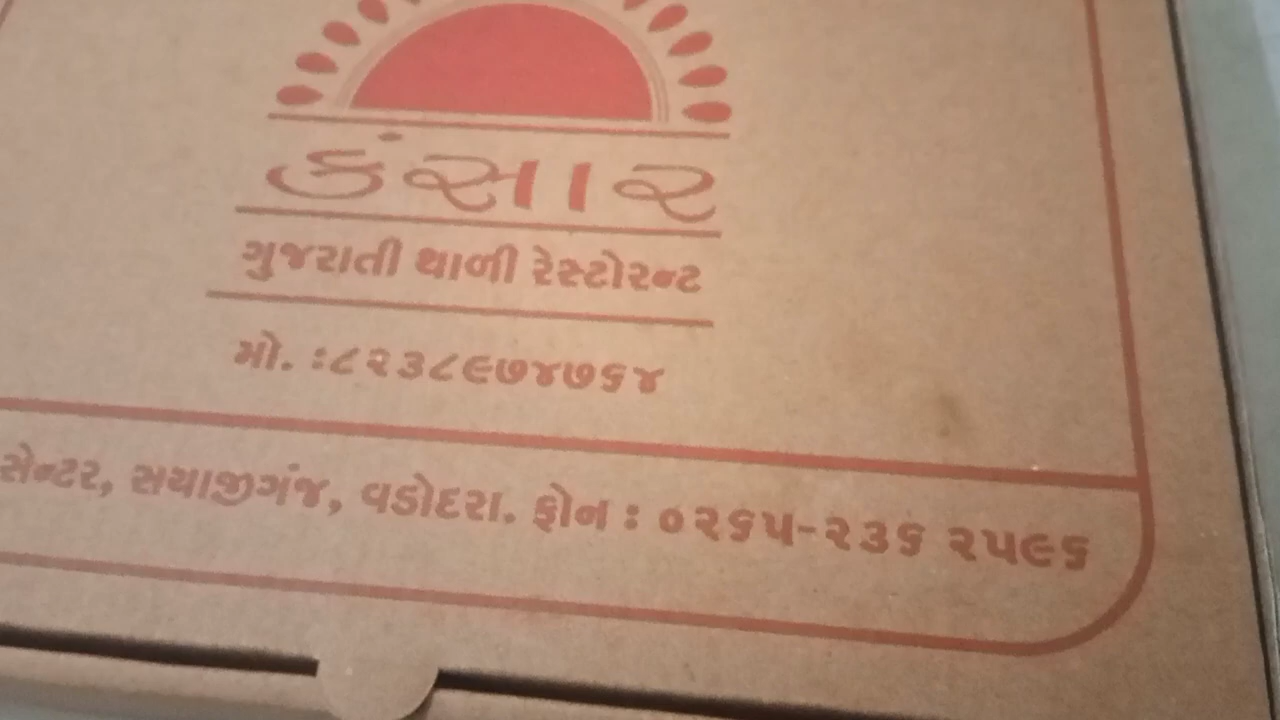 કંસાર
ગુજરાતી થાળી રેસ્ટોરન્ટ
મો. :૮૨૩૮૯૭૪૭૬૪
સેન્ટર, સયાજીગંજ, વડોદરા. ફોન : ૦૨૬૫-૨૩૬ ૨૫૯૬